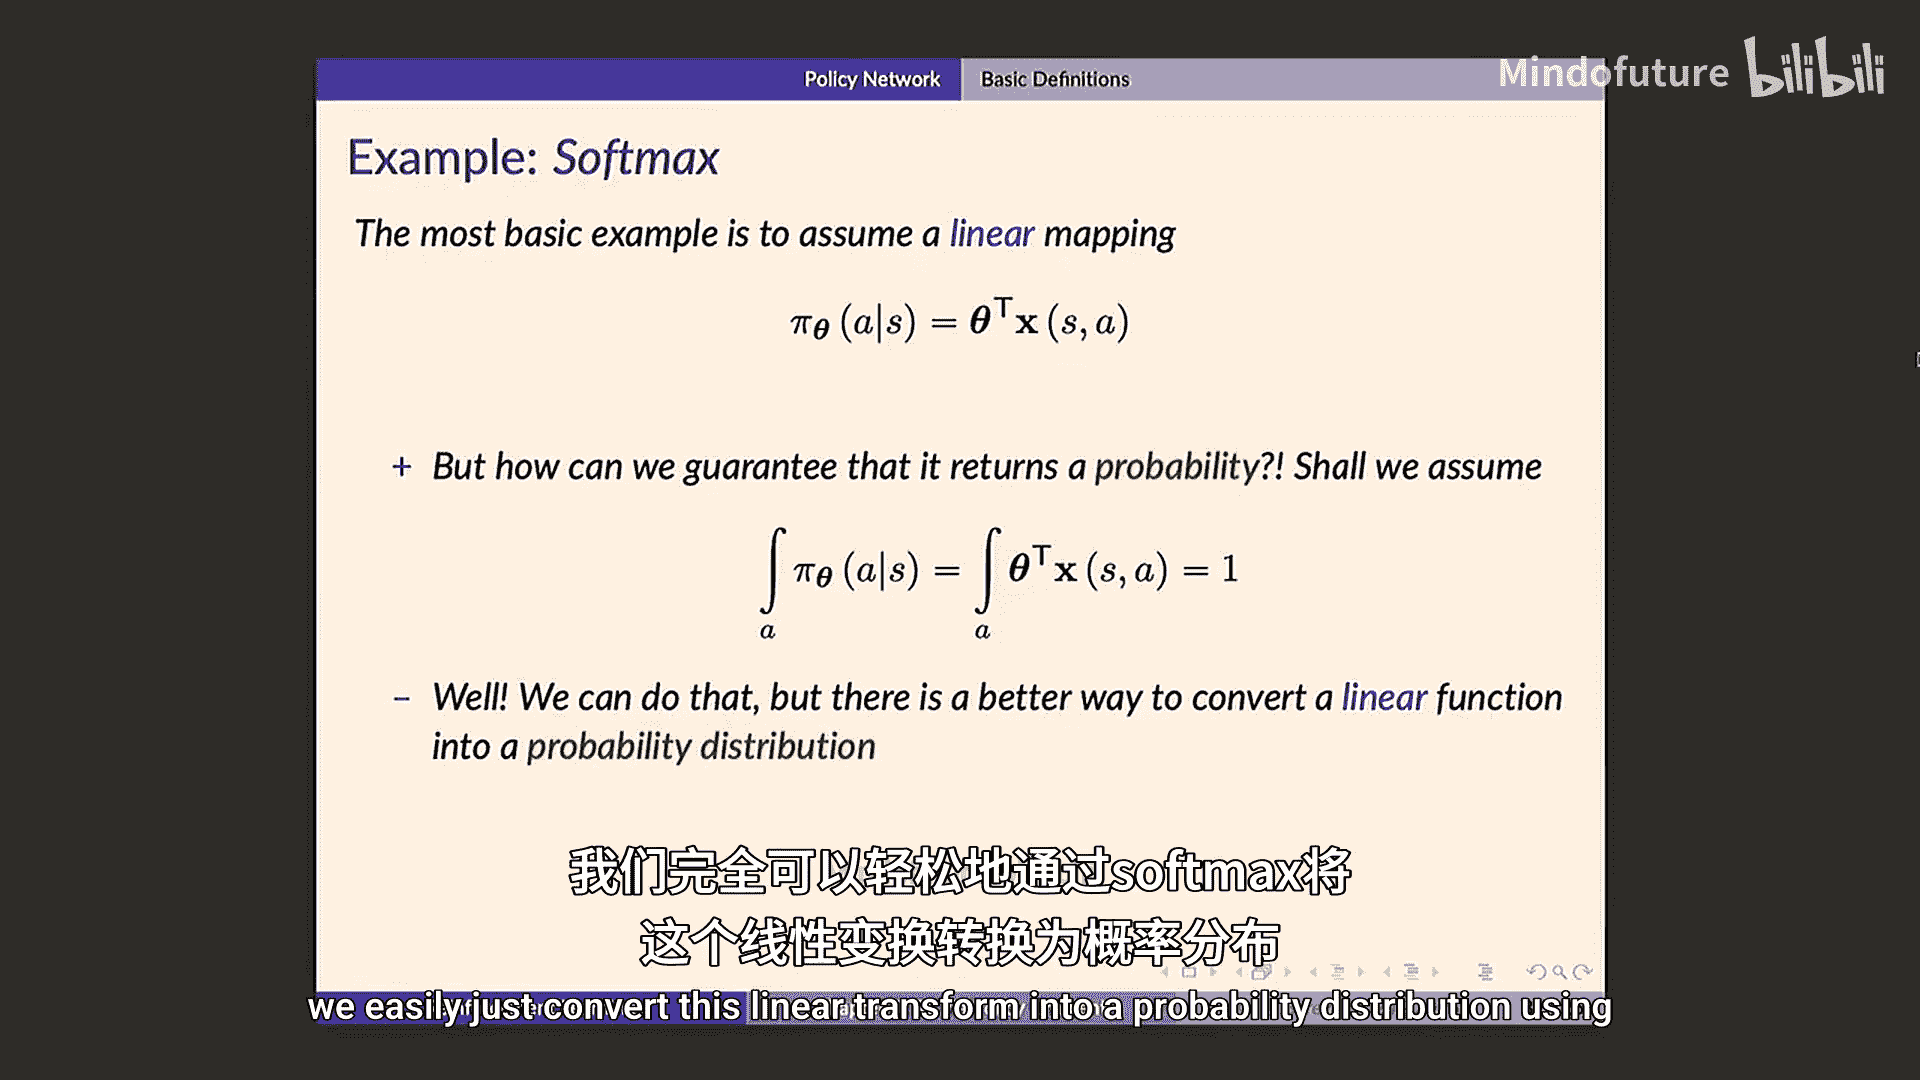 Policy Network Basic Definitions
Mindofuture bilibili
Example: Softmax
The most basic example is to assume a linear mapping
π_θ (a|s) = θ^T x (s, a)
+ But how can we guarantee that it returns a probability?! Shall we assume
∫_a π_θ (a|s) = ∫_a θ^T x (s, a) = 1
– Well! We can do that, but there is a better way to convert a linear function
into a probability distribution
我们完全可以轻松地通过softmax将
这个线性变换转换为概率分布
we easily just convert this linear transform into a probability distribution using